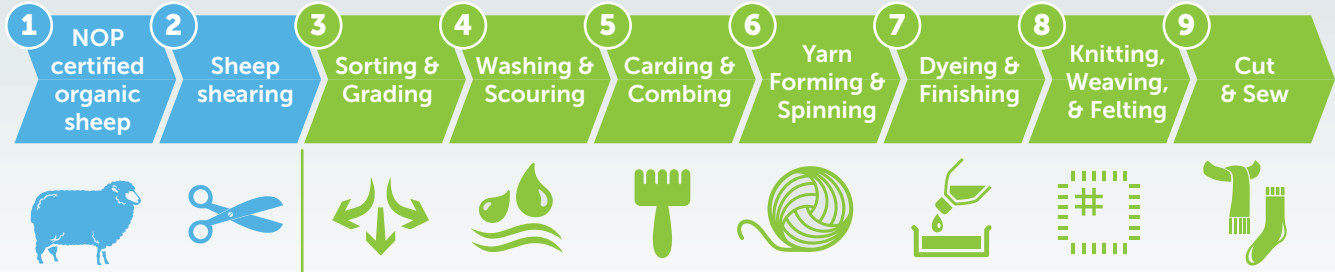 1
NOP
certified
organic
sheep
2
Sheep
shearing
3
Sorting &
Grading
4
Washing &
Scouring
5
Carding &
Combing
6
Yarn
Forming &
Spinning
7
Dyeing &
Finishing
8
Knitting,
Weaving,
& Felting
9
Cut
& Sew